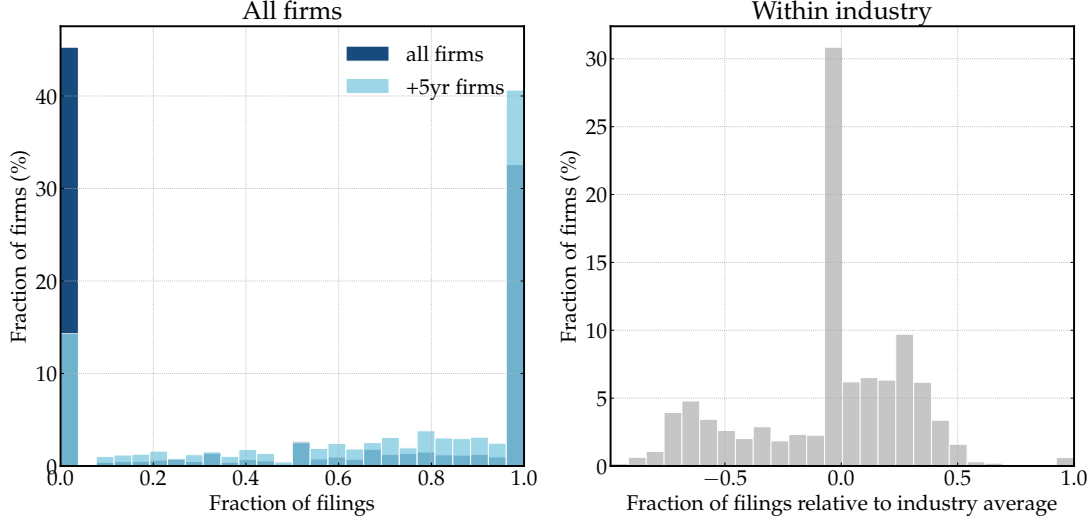 All firms
Within industry
all firms
+5yr firms
Fraction of firms (%)
40
30
20
10
0
0.0 0.2 0.4 0.6 0.8 1.0
Fraction of filings
Fraction of firms (%)
30
25
20
15
10
5
0
−0.5 0.0 0.5 1.0
Fraction of filings relative to industry average